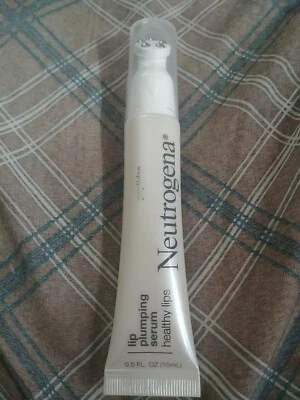 Neutrogena®
healthy lips
lip
plumping
serum
0.5 FL. OZ (15mL)